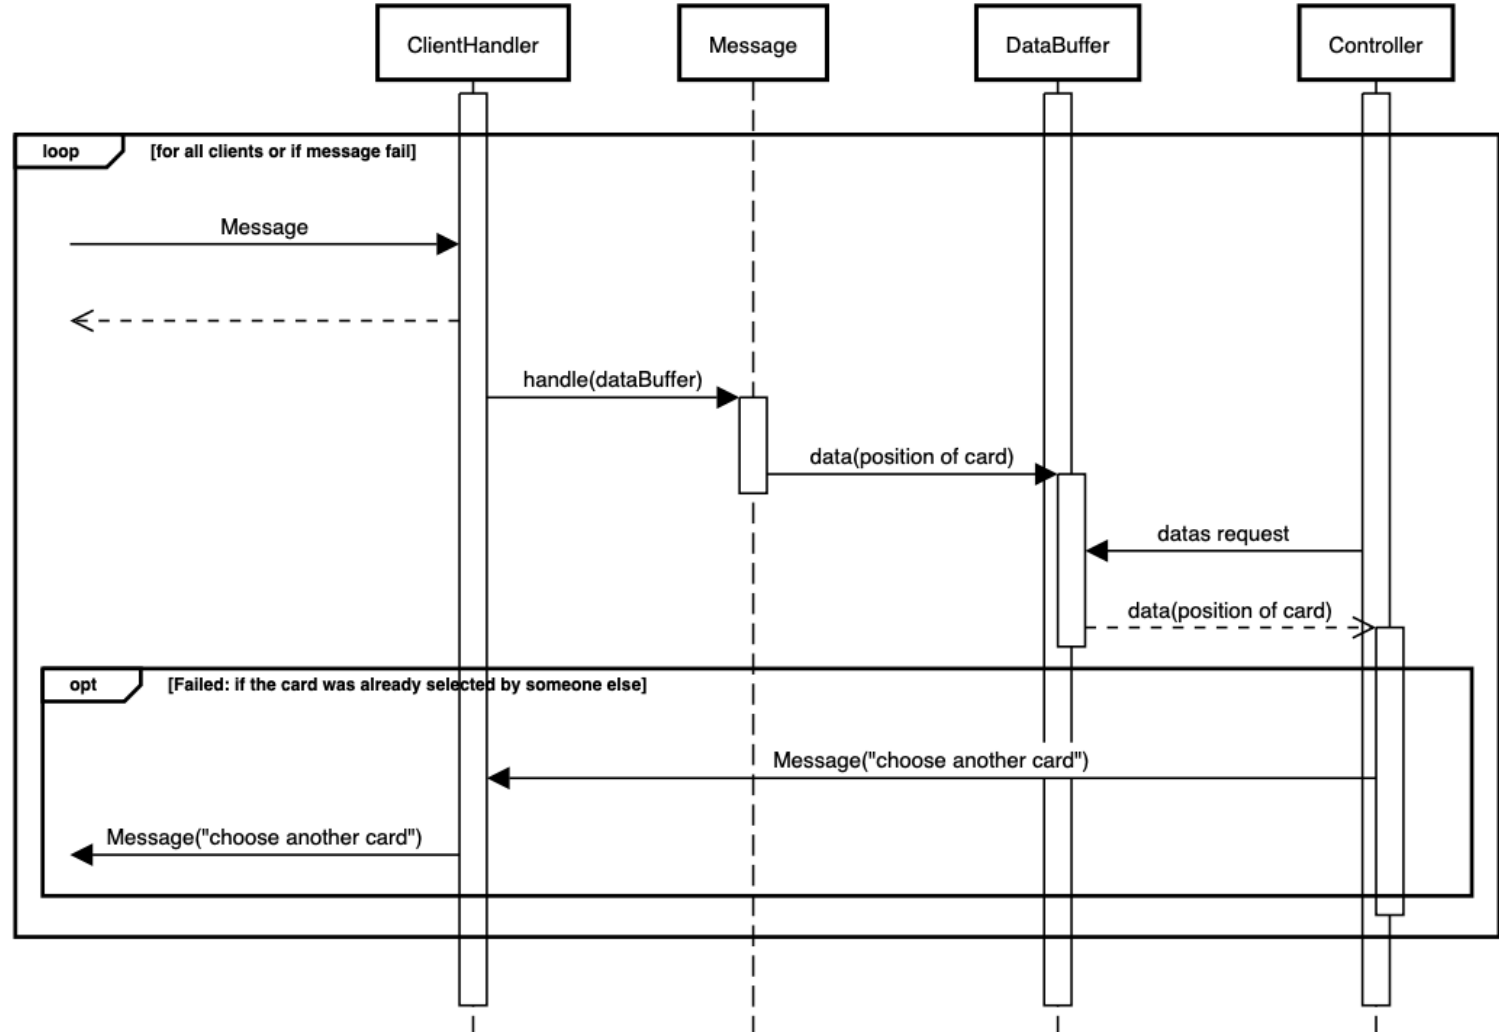 ClientHandler
Message
DataBuffer
Controller
loop
[for all clients or if message fail]
Message
handle(dataBuffer)
data(position of card)
datas request
data(position of card)
opt
[Failed: if the card was already selected by someone else]
Message("choose another card")
Message("choose another card")